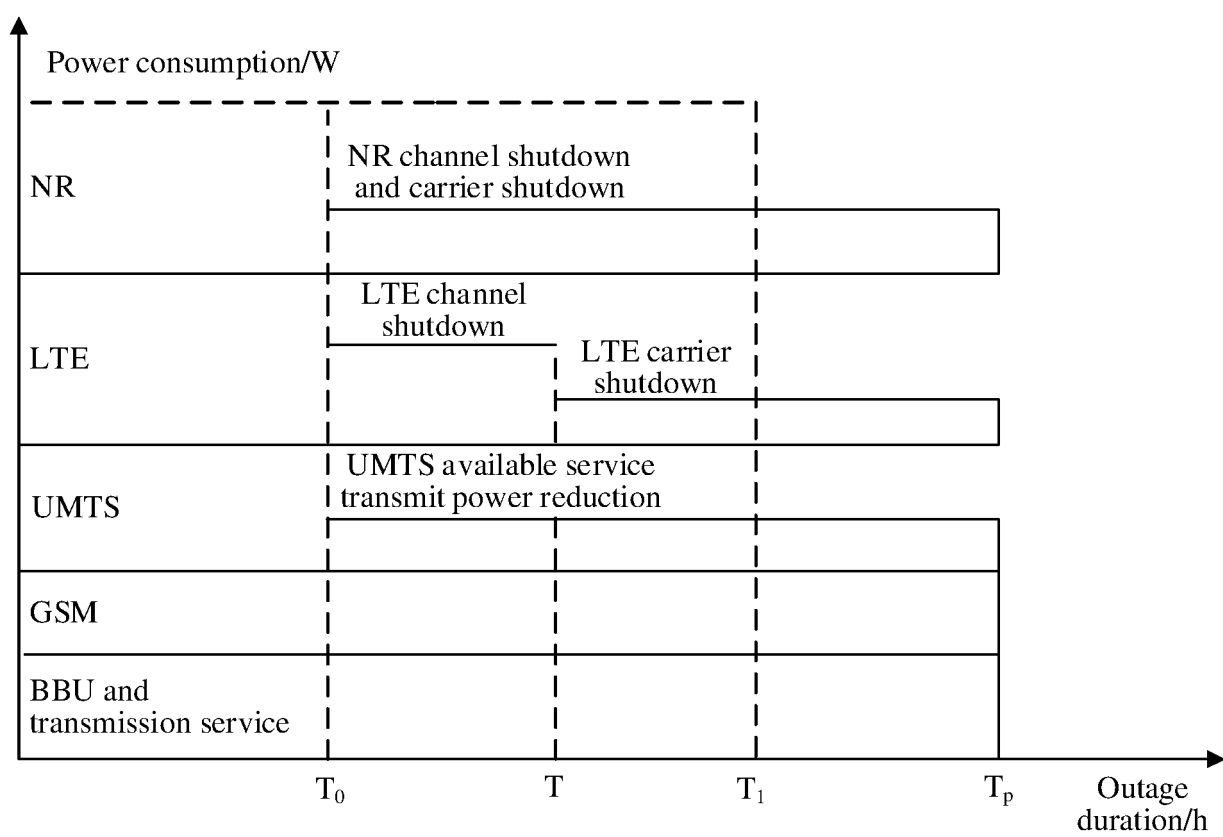 Power consumption/W
NR channel shutdown
and carrier shutdown
NR
LTE channel
shutdown
LTE carrier
shutdown
LTE
UMTS available service
transmit power reduction
UMTS
GSM
BBU and
transmission service
T₀
T
T₁
Tₚ
Outage
duration/h